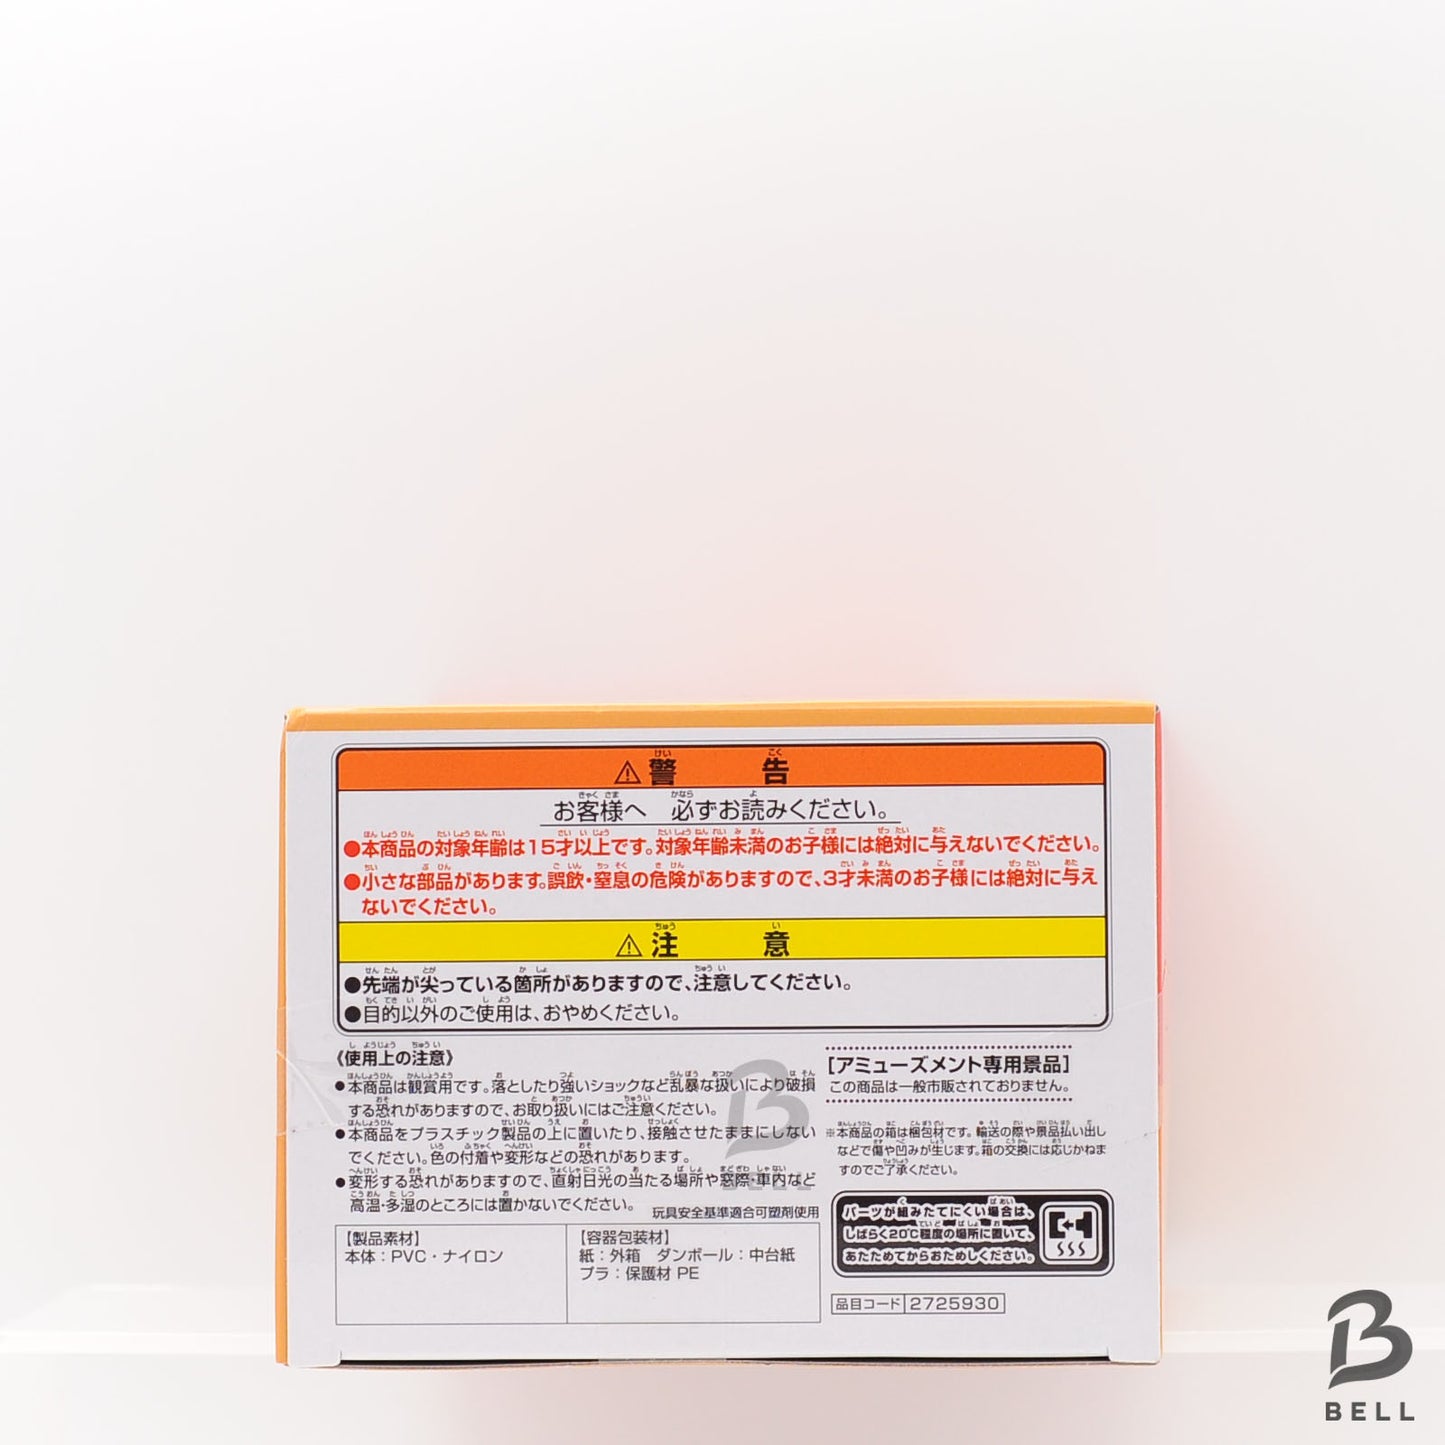 ⚠警告
お客様へ 必ずお読みください。
●本商品の対象年齢は15才以上です。対象年齢未満のお子様には絶対に与えないでください。
●小さな部品があります。誤飲・窒息の危険がありますので、3才未満のお子様には絶対に与え
ないでください。
⚠注意
●先端が尖っている箇所がありますので、注意してください。
●目的以外のご使用は、おやめください。
《使用上の注意》
●本商品は観賞用です。落としたり強いショックなど乱暴な扱いにより破損
する恐れがありますので、お取り扱いにはご注意ください。
●本商品をプラスチック製品の上に置いたり、接触させたままにしない
でください。色の付着や変形などの恐れがあります。
●変形する恐れがありますので、直射日光の当たる場所や窓際・車内など
高温・多湿のところには置かないでください。
玩具安全基準適合可塑剤使用
【製品素材】
本体：PVC・ナイロン
【容器包装材】
紙：外箱 ダンボール：中台紙
プラ：保護材 PE
[アミューズメント専用景品]
この商品は一般市販されておりません。
※本商品の箱は梱包材です。輸送の際や景品払い出し
などで傷や凹みが生じます。箱の交換には応じかねま
すのでご了承ください。
パーツが組みたてにくい場合は、
しばらく20℃程度の場所に置いて、
あたためてからおためしください。
品目コード 2725930
B
BELL
B
BELL